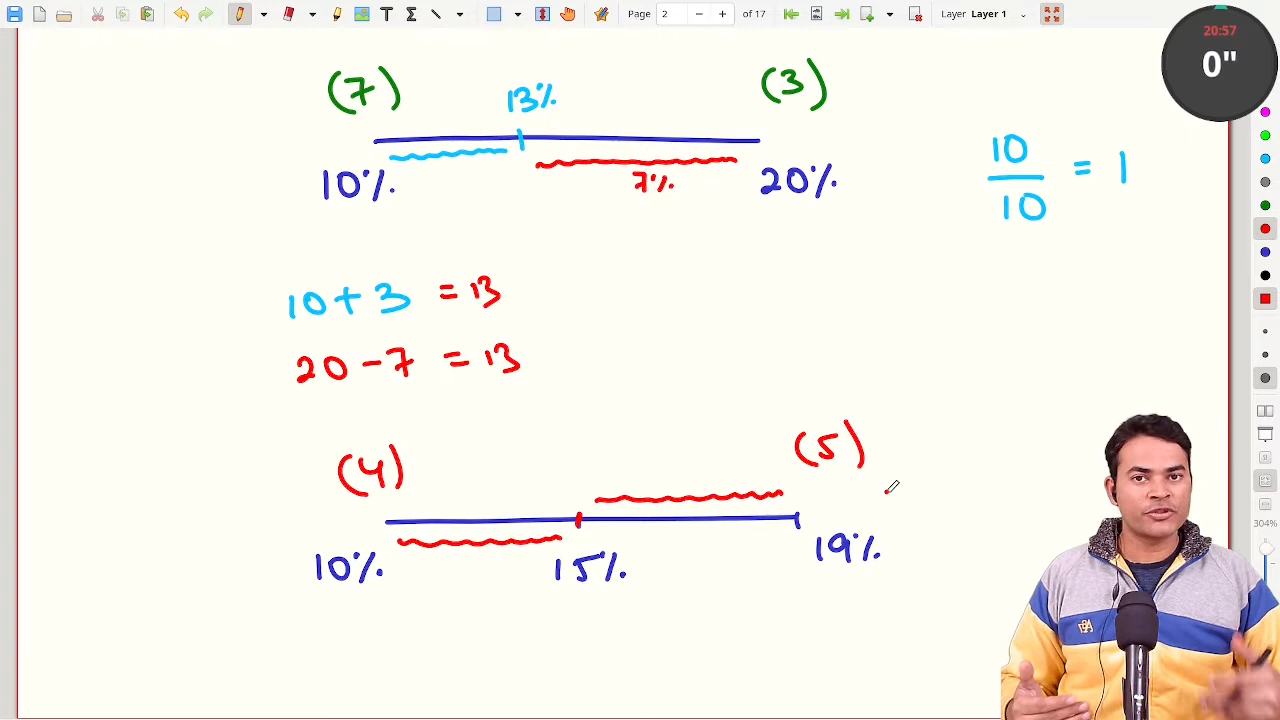 Page 2 of 17 Layer Layer 1
20:57
0"
(7) 13% (3)
10% 7% 20%
10/10 = 1
10 + 3 = 13
20 - 7 = 13
(4) (5)
10% 15% 19%
304%